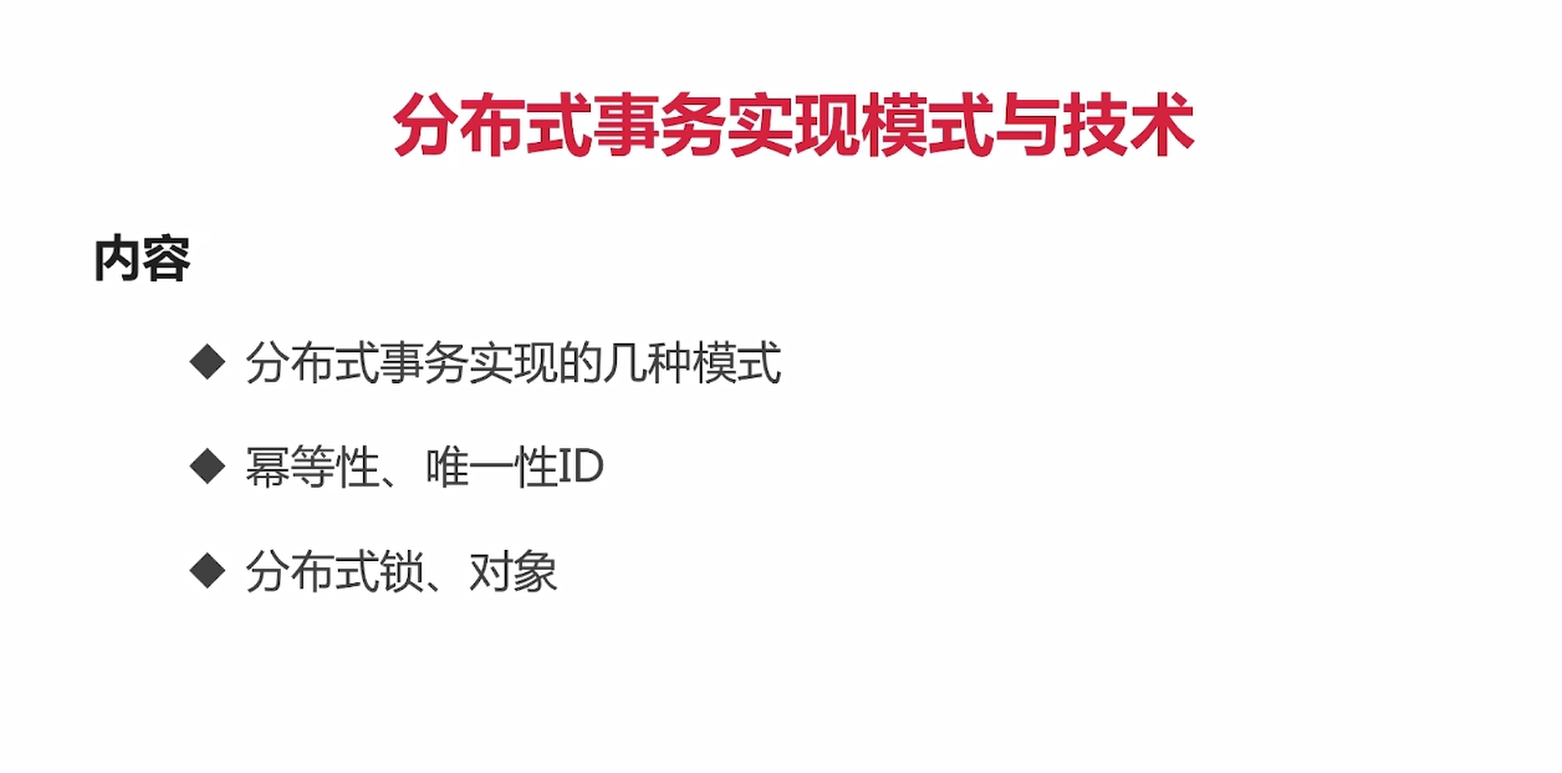 分布式事务实现模式与技术
内容
◆ 分布式事务实现的几种模式
◆ 幂等性、唯一性ID
◆ 分布式锁、对象